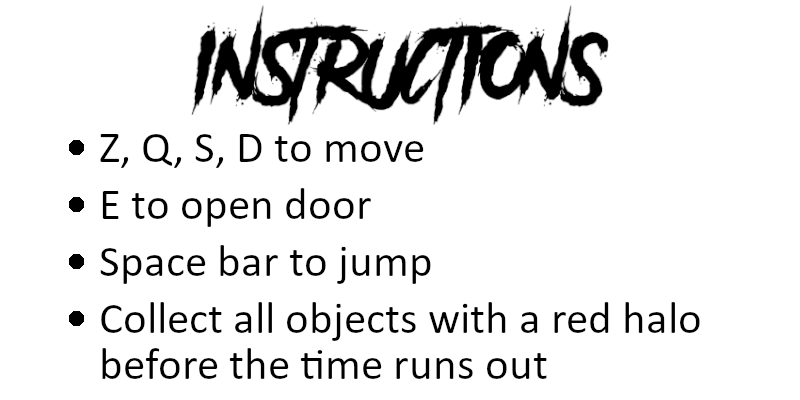 INSTRUCTIONS
• Z, Q, S, D to move
• E to open door
• Space bar to jump
• Collect all objects with a red halo
before the time runs out